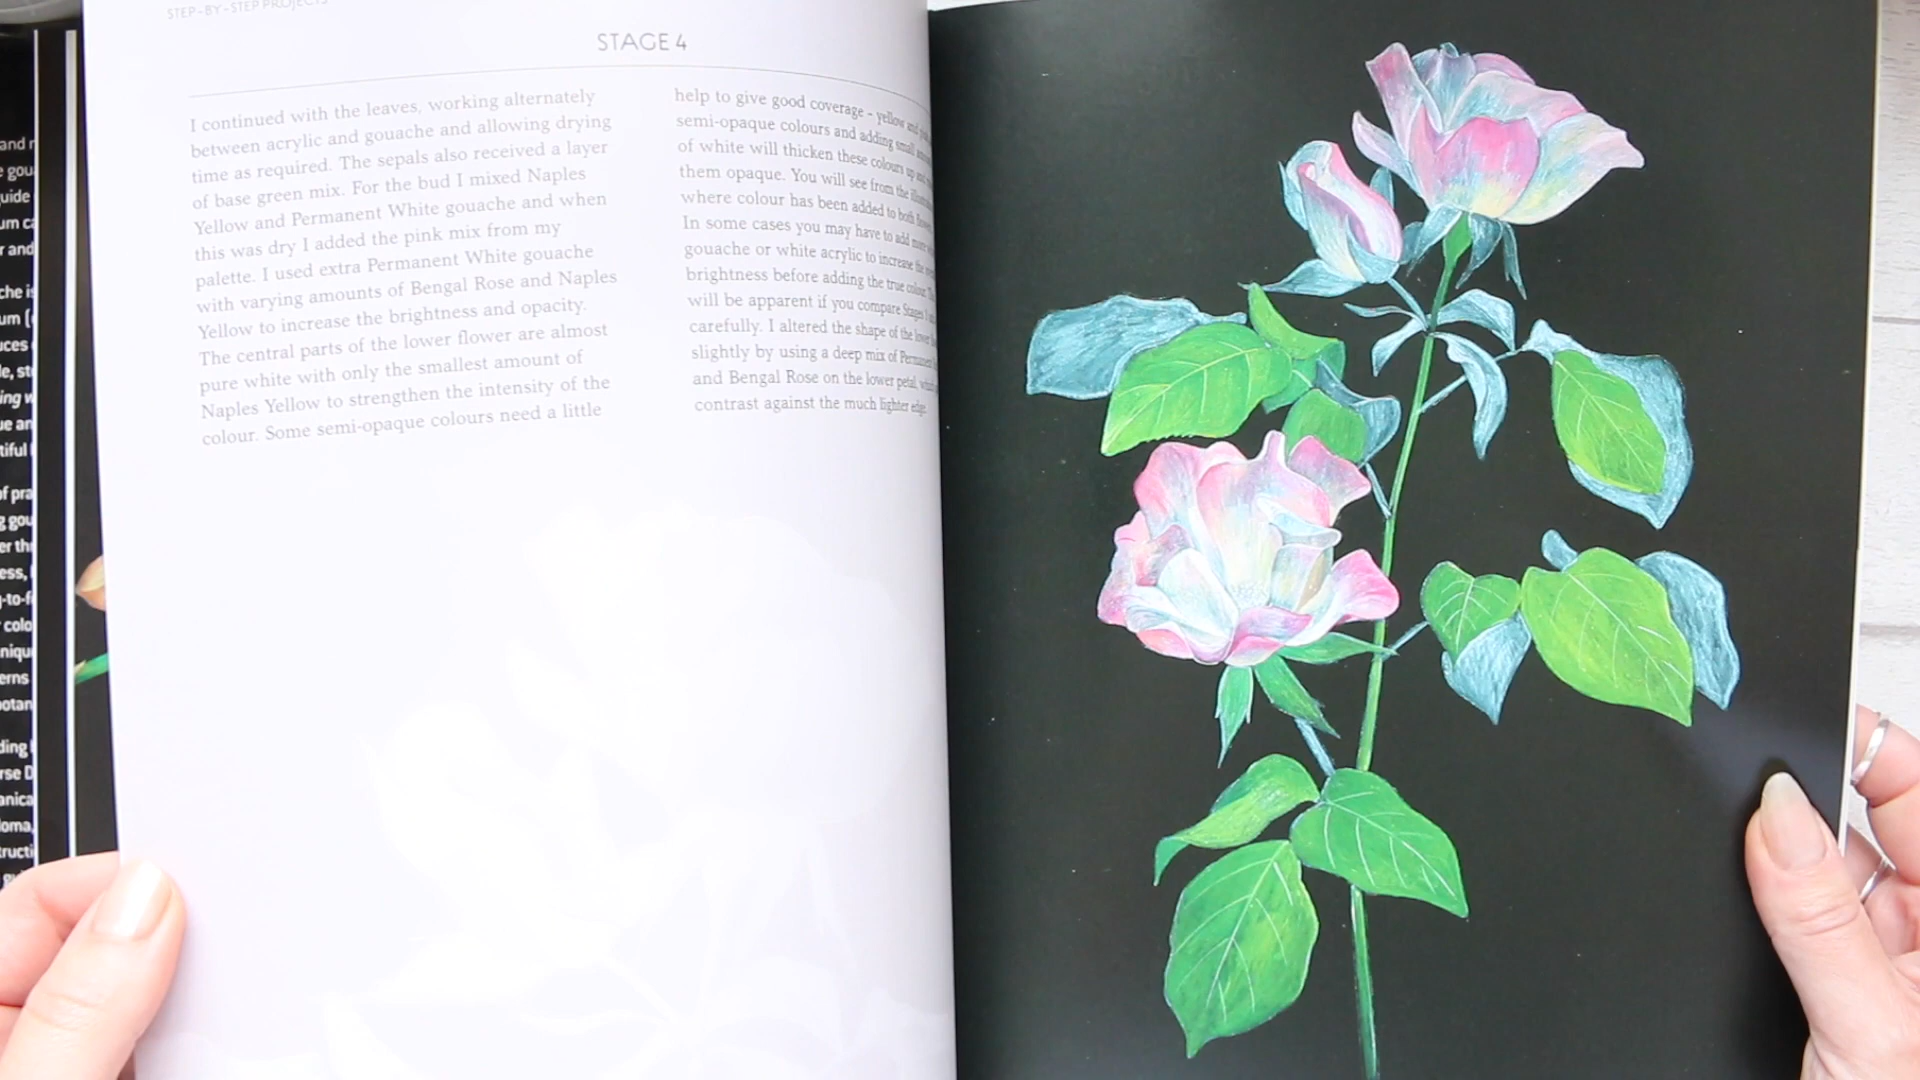 STEP-BY-STEP PROJECTS
STAGE 4
I continued with the leaves, working alternately
between acrylic and gouache and allowing drying
time as required. The sepals also received a layer
of base green mix. For the bud I mixed Naples
Yellow and Permanent White gouache and when
this was dry I added the pink mix from my
palette. I used extra Permanent White gouache
with varying amounts of Bengal Rose and Naples
Yellow to increase the brightness and opacity.
The central parts of the lower flower are almost
pure white with only the smallest amount of
Naples Yellow to strengthen the intensity of the
colour. Some semi-opaque colours need a little
help to give good coverage – yellow and
semi-opaque colours and adding small
of white will thicken these colours up
them opaque. You will see from the
where colour has been added to both
In some cases you may have to add more
gouache or white acrylic to increase the
brightness before adding the true colour.
will be apparent if you compare Stages
carefully. I altered the shape of the lower
slightly by using a deep mix of Permanent
and Bengal Rose on the lower petal,
contrast against the much lighter edge.